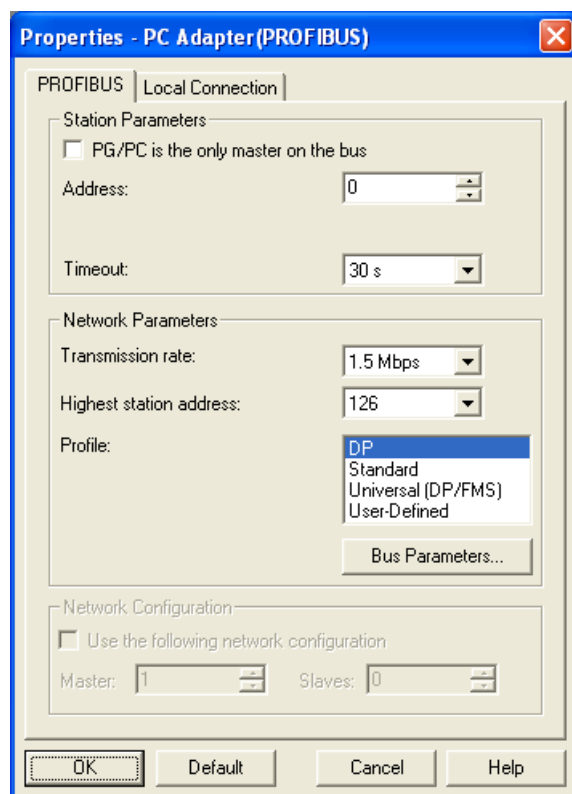 Properties - PC Adapter(PROFIBUS)
PROFIBUS Local Connection
Station Parameters
PG/PC is the only master on the bus
Address: 0
Timeout: 30 s
Network Parameters
Transmission rate: 1.5 Mbps
Highest station address: 126
Profile: DP
Standard
Universal (DP/FMS)
User-Defined
Bus Parameters...
Network Configuration
Use the following network configuration
Master: 1 Slaves: 0
OK Default Cancel Help